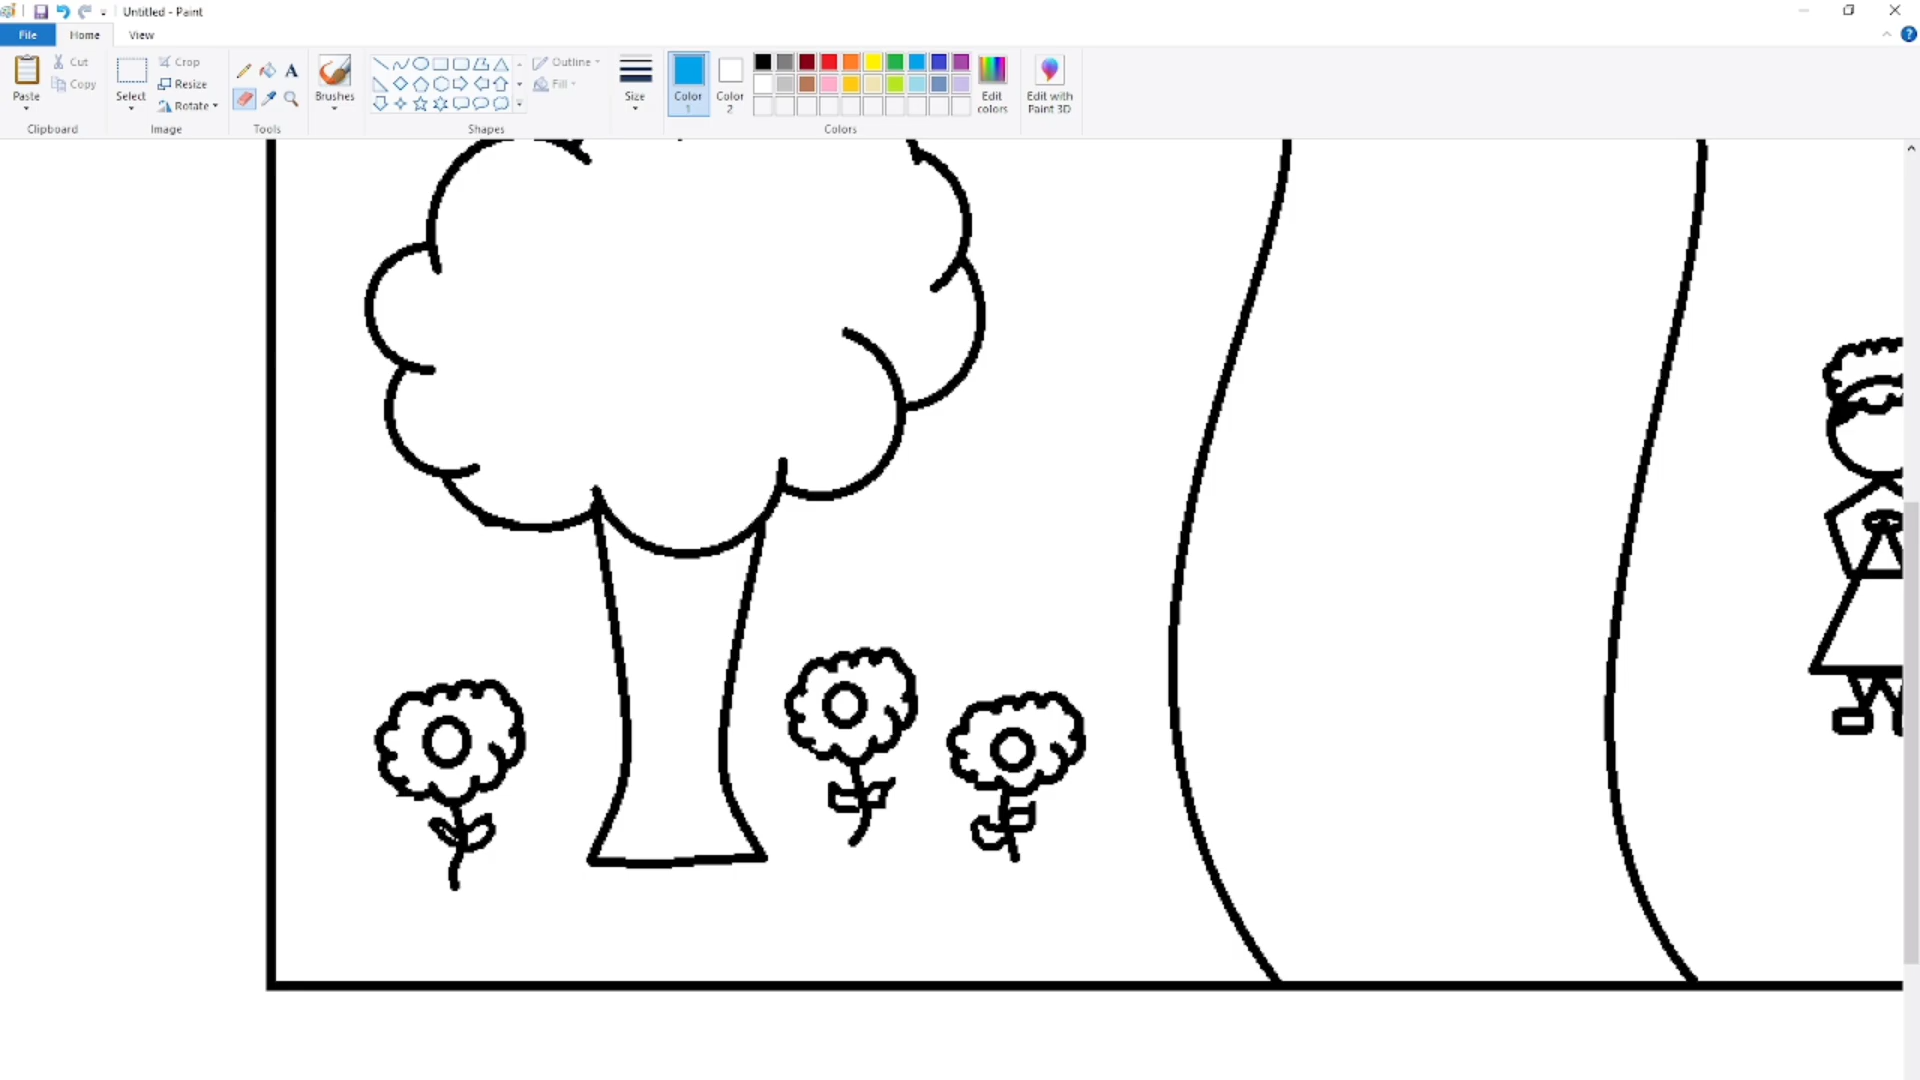 Untitled - Paint
File Home View
Paste Cut Copy
Clipboard
Select Crop Resize Rotate
Image
A
Tools
Brushes
Outline Fill
Shapes
Size
Color 1
Color 2
Edit colors
Colors
Edit with Paint 3D
?